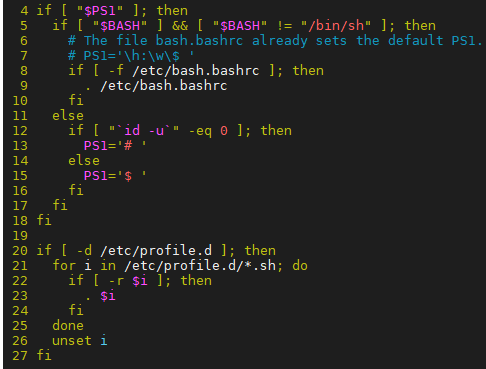 4 if [ "$PS1" ]; then
5   if [ "$BASH" ] && [ "$BASH" != "/bin/sh" ]; then
6     # The file bash.bashrc already sets the default PS1.
7     # PS1='\h:\w\$ '
8     if [ -f /etc/bash.bashrc ]; then
9       . /etc/bash.bashrc
10     fi
11   else
12     if [ "`id -u`" -eq 0 ]; then
13       PS1='# '
14     else
15       PS1='$ '
16     fi
17   fi
18 fi
19
20 if [ -d /etc/profile.d ]; then
21   for i in /etc/profile.d/*.sh; do
22     if [ -r $i ]; then
23       . $i
24     fi
25   done
26   unset i
27 fi